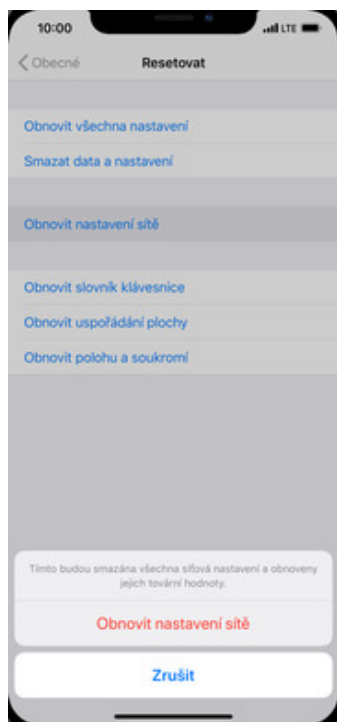 10:00 LTE
Obecné Resetovat
Obnovit všechna nastavení
Smazat data a nastavení
Obnovit nastavení sítě
Obnovit slovník klávesnice
Obnovit uspořádání plochy
Obnovit polohu a soukromí
Tímto budou smazána všechna síťová nastavení a obnoveny
jejich tovární hodnoty.
Obnovit nastavení sítě
Zrušit